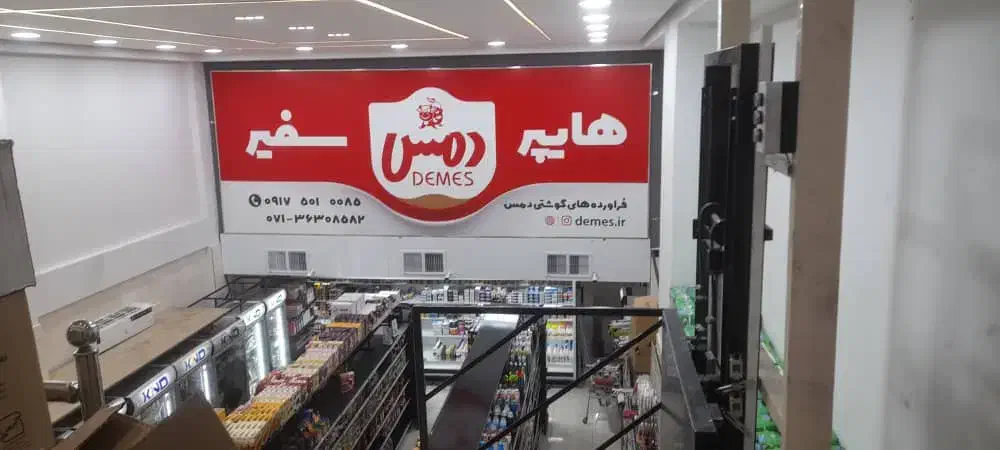 هایپر سفیر
دمس
DEMES
فراورده‌های گوشتی دمس
demes.ir
۰۹۱۷ ۵۰۱ ۰۰۸۵
۰۷۱-۳۶۳۰۸۵۸۲
KND
KND